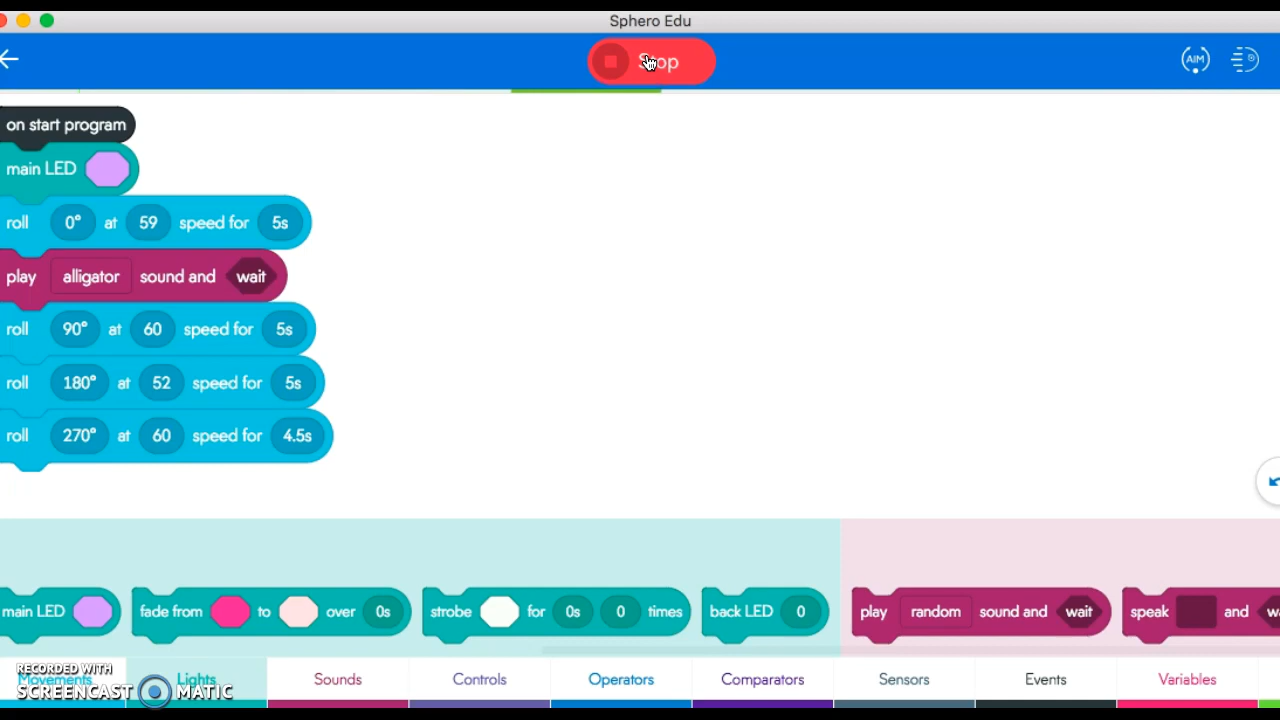 Sphero Edu
Stop
AIM
on start program
main LED
roll 0° at 59 speed for 5s
play alligator sound and wait
roll 90° at 60 speed for 5s
roll 180° at 52 speed for 5s
roll 270° at 60 speed for 4.5s
main LED fade from to over 0s strobe for 0s 0 times back LED 0 play random sound and wait speak and
Movements Lights Sounds Controls Operators Comparators Sensors Events Variables
RECORDED WITH
SCREENCAST MATIC